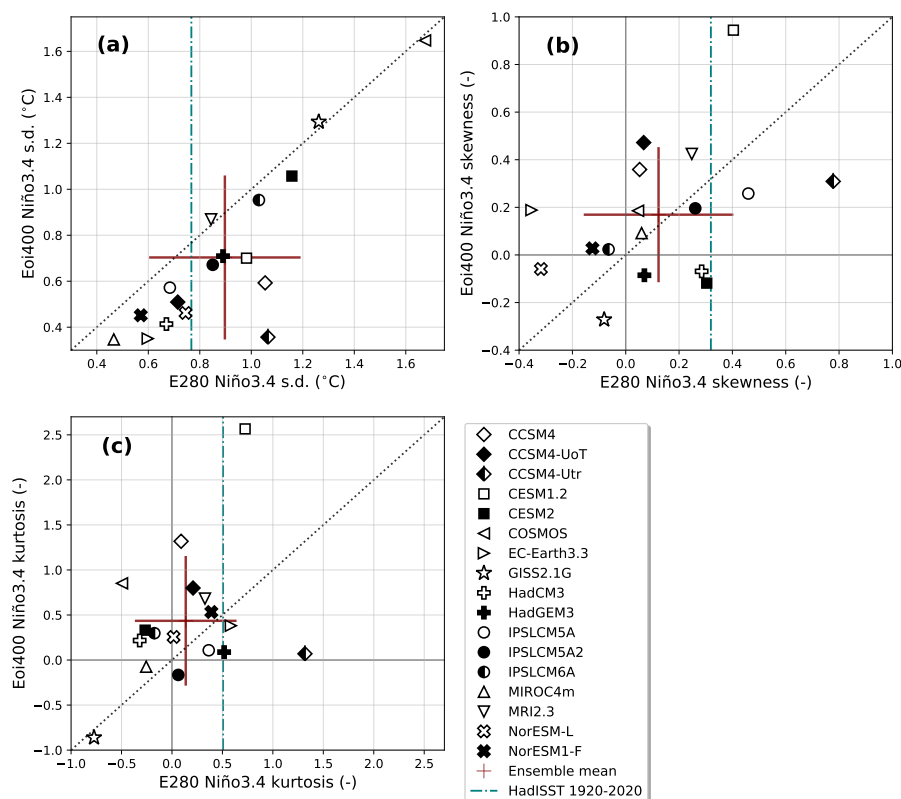 (a)
1.6
1.4
1.2
1.0
0.8
0.6
0.4
0.4 0.6 0.8 1.0 1.2 1.4 1.6
E280 Niño3.4 s.d. (°C)
Eoi400 Niño3.4 s.d. (°C)
(b)
1.0
0.8
0.6
0.4
0.2
0.0
−0.2
−0.4
−0.4 −0.2 0.0 0.2 0.4 0.6 0.8 1.0
E280 Niño3.4 skewness (-)
Eoi400 Niño3.4 skewness (-)
(c)
2.5
2.0
1.5
1.0
0.5
0.0
−0.5
−1.0
−1.0 −0.5 0.0 0.5 1.0 1.5 2.0 2.5
E280 Niño3.4 kurtosis (-)
Eoi400 Niño3.4 kurtosis (-)
CCSM4
CCSM4-UoT
CCSM4-Utr
CESM1.2
CESM2
COSMOS
EC-Earth3.3
GISS2.1G
HadCM3
HadGEM3
IPSLCM5A
IPSLCM5A2
IPSLCM6A
MIROC4m
MRI2.3
NorESM-L
NorESM1-F
Ensemble mean
HadISST 1920-2020